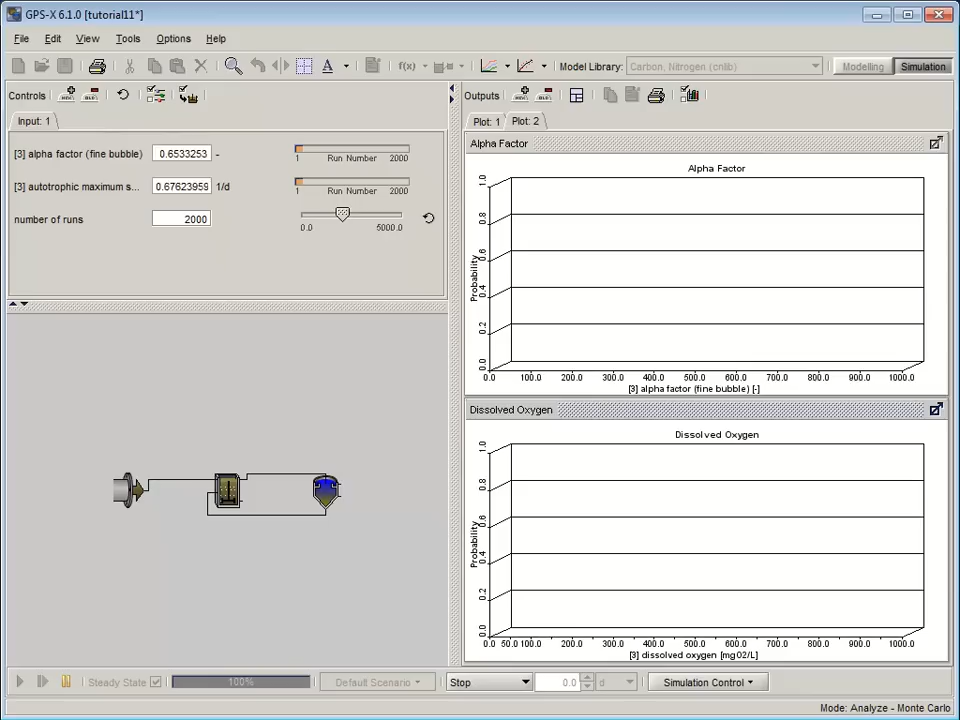 GPS-X 6.1.0 [tutorial11*]
File Edit View Tools Options Help
A f(x) Model Library: Carbon, Nitrogen (cnlib) Modelling Simulation
Controls
Outputs
Input: 1
Plot: 1 Plot: 2
[3] alpha factor (fine bubble) 0.6533253 -
1 Run Number 2000
[3] autotrophic maximum s... 0.67623959 1/d
1 Run Number 2000
number of runs 2000
0.0 5000.0
Alpha Factor
Alpha Factor
Probability
1.0
0.8
0.6
0.4
0.2
0.0
0.0 100.0 200.0 300.0 400.0 500.0 600.0 700.0 800.0 900.0 1000.0
[3] alpha factor (fine bubble) [-]
Dissolved Oxygen
Dissolved Oxygen
Probability
1.0
0.8
0.6
0.4
0.2
0.0
0.0 50.0 100.0 200.0 300.0 400.0 500.0 600.0 700.0 800.0 900.0 1000.0
[3] dissolved oxygen [mgO2/L]
Steady State 100% Default Scenario Stop 0.0 d Simulation Control
Mode: Analyze - Monte Carlo